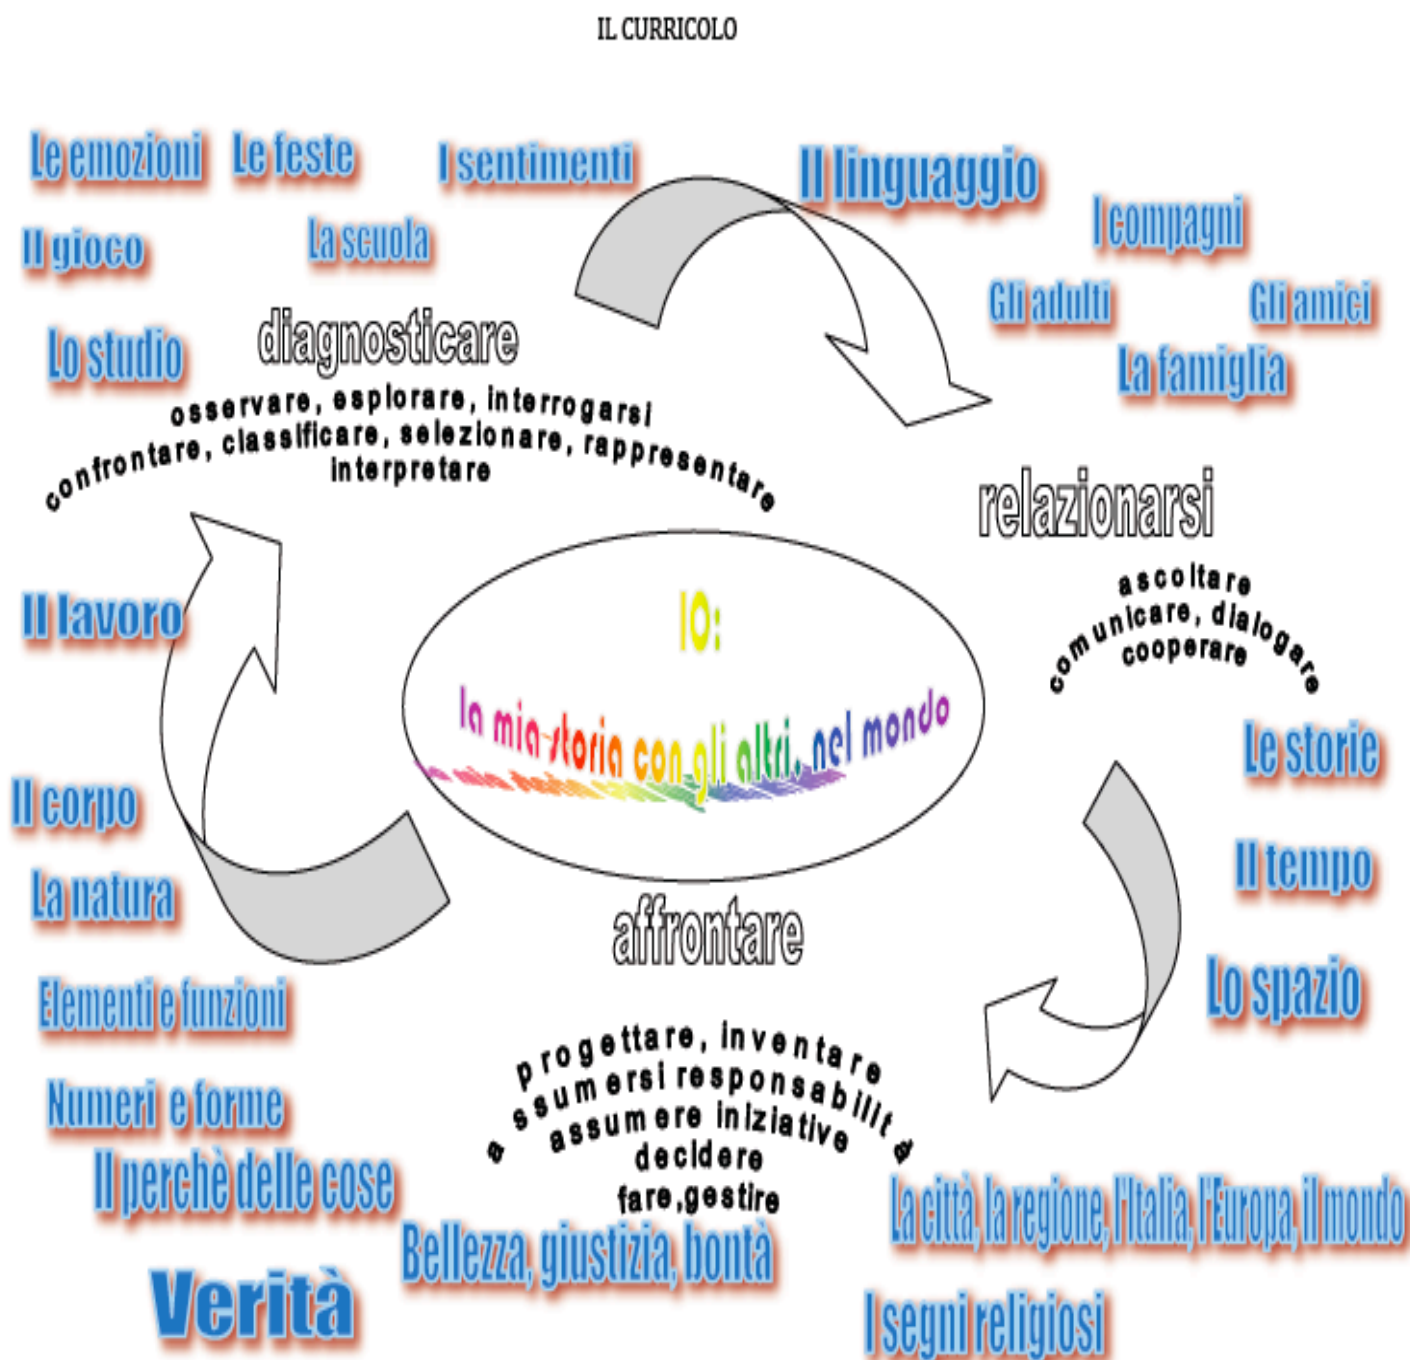 IL CURRICOLO
Le emozioni
Le feste
I sentimenti
Il linguaggio
I compagni
Il gioco
La scuola
Gli adulti
Gli amici
Lo studio
diagnosticare
La famiglia
osservare, esplorare, interrogarsi
confrontare, classificare, selezionare, rappresentare
interpretare
relazionarsi
ascoltare
comunicare, dialogare
cooperare
Il lavoro
IO:
la mia storia con gli altri, nel mondo
Le storie
Il corpo
Il tempo
La natura
affrontare
Lo spazio
Elementi e funzioni
progettare, inventare
assumersi responsabilità
assumere iniziative
decidere
fare,gestire
Numeri e forme
Il perchè delle cose
La città, la regione, l'Italia, l'Europa, il mondo
Bellezza, giustizia, bontà
Verità
I segni religiosi